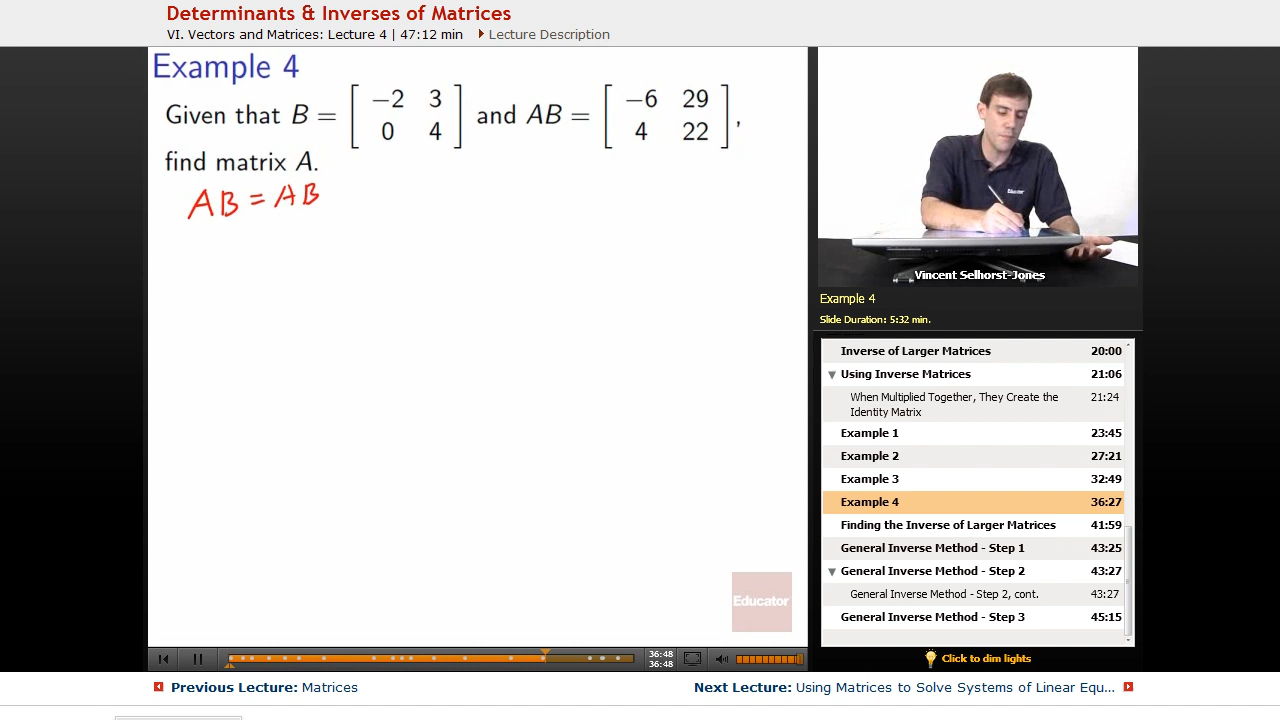 Determinants & Inverses of Matrices
VI. Vectors and Matrices: Lecture 4 | 47:12 min
Lecture Description
Example 4
Given that B = [ −2 3 ; 0 4 ] and AB = [ −6 29 ; 4 22 ],
find matrix A.
AB = AB
Educator
Educator
Vincent Selhorst-Jones
Example 4
Slide Duration: 5:32 min.
Inverse of Larger Matrices 20:00
Using Inverse Matrices 21:06
When Multiplied Together, They Create the 21:24
Identity Matrix
Example 1 23:45
Example 2 27:21
Example 3 32:49
Example 4 36:27
Finding the Inverse of Larger Matrices 41:59
General Inverse Method - Step 1 43:25
General Inverse Method - Step 2 43:27
General Inverse Method - Step 2, cont. 43:27
General Inverse Method - Step 3 45:15
36:48
36:48
Click to dim lights
Previous Lecture: Matrices
Next Lecture: Using Matrices to Solve Systems of Linear Equ...